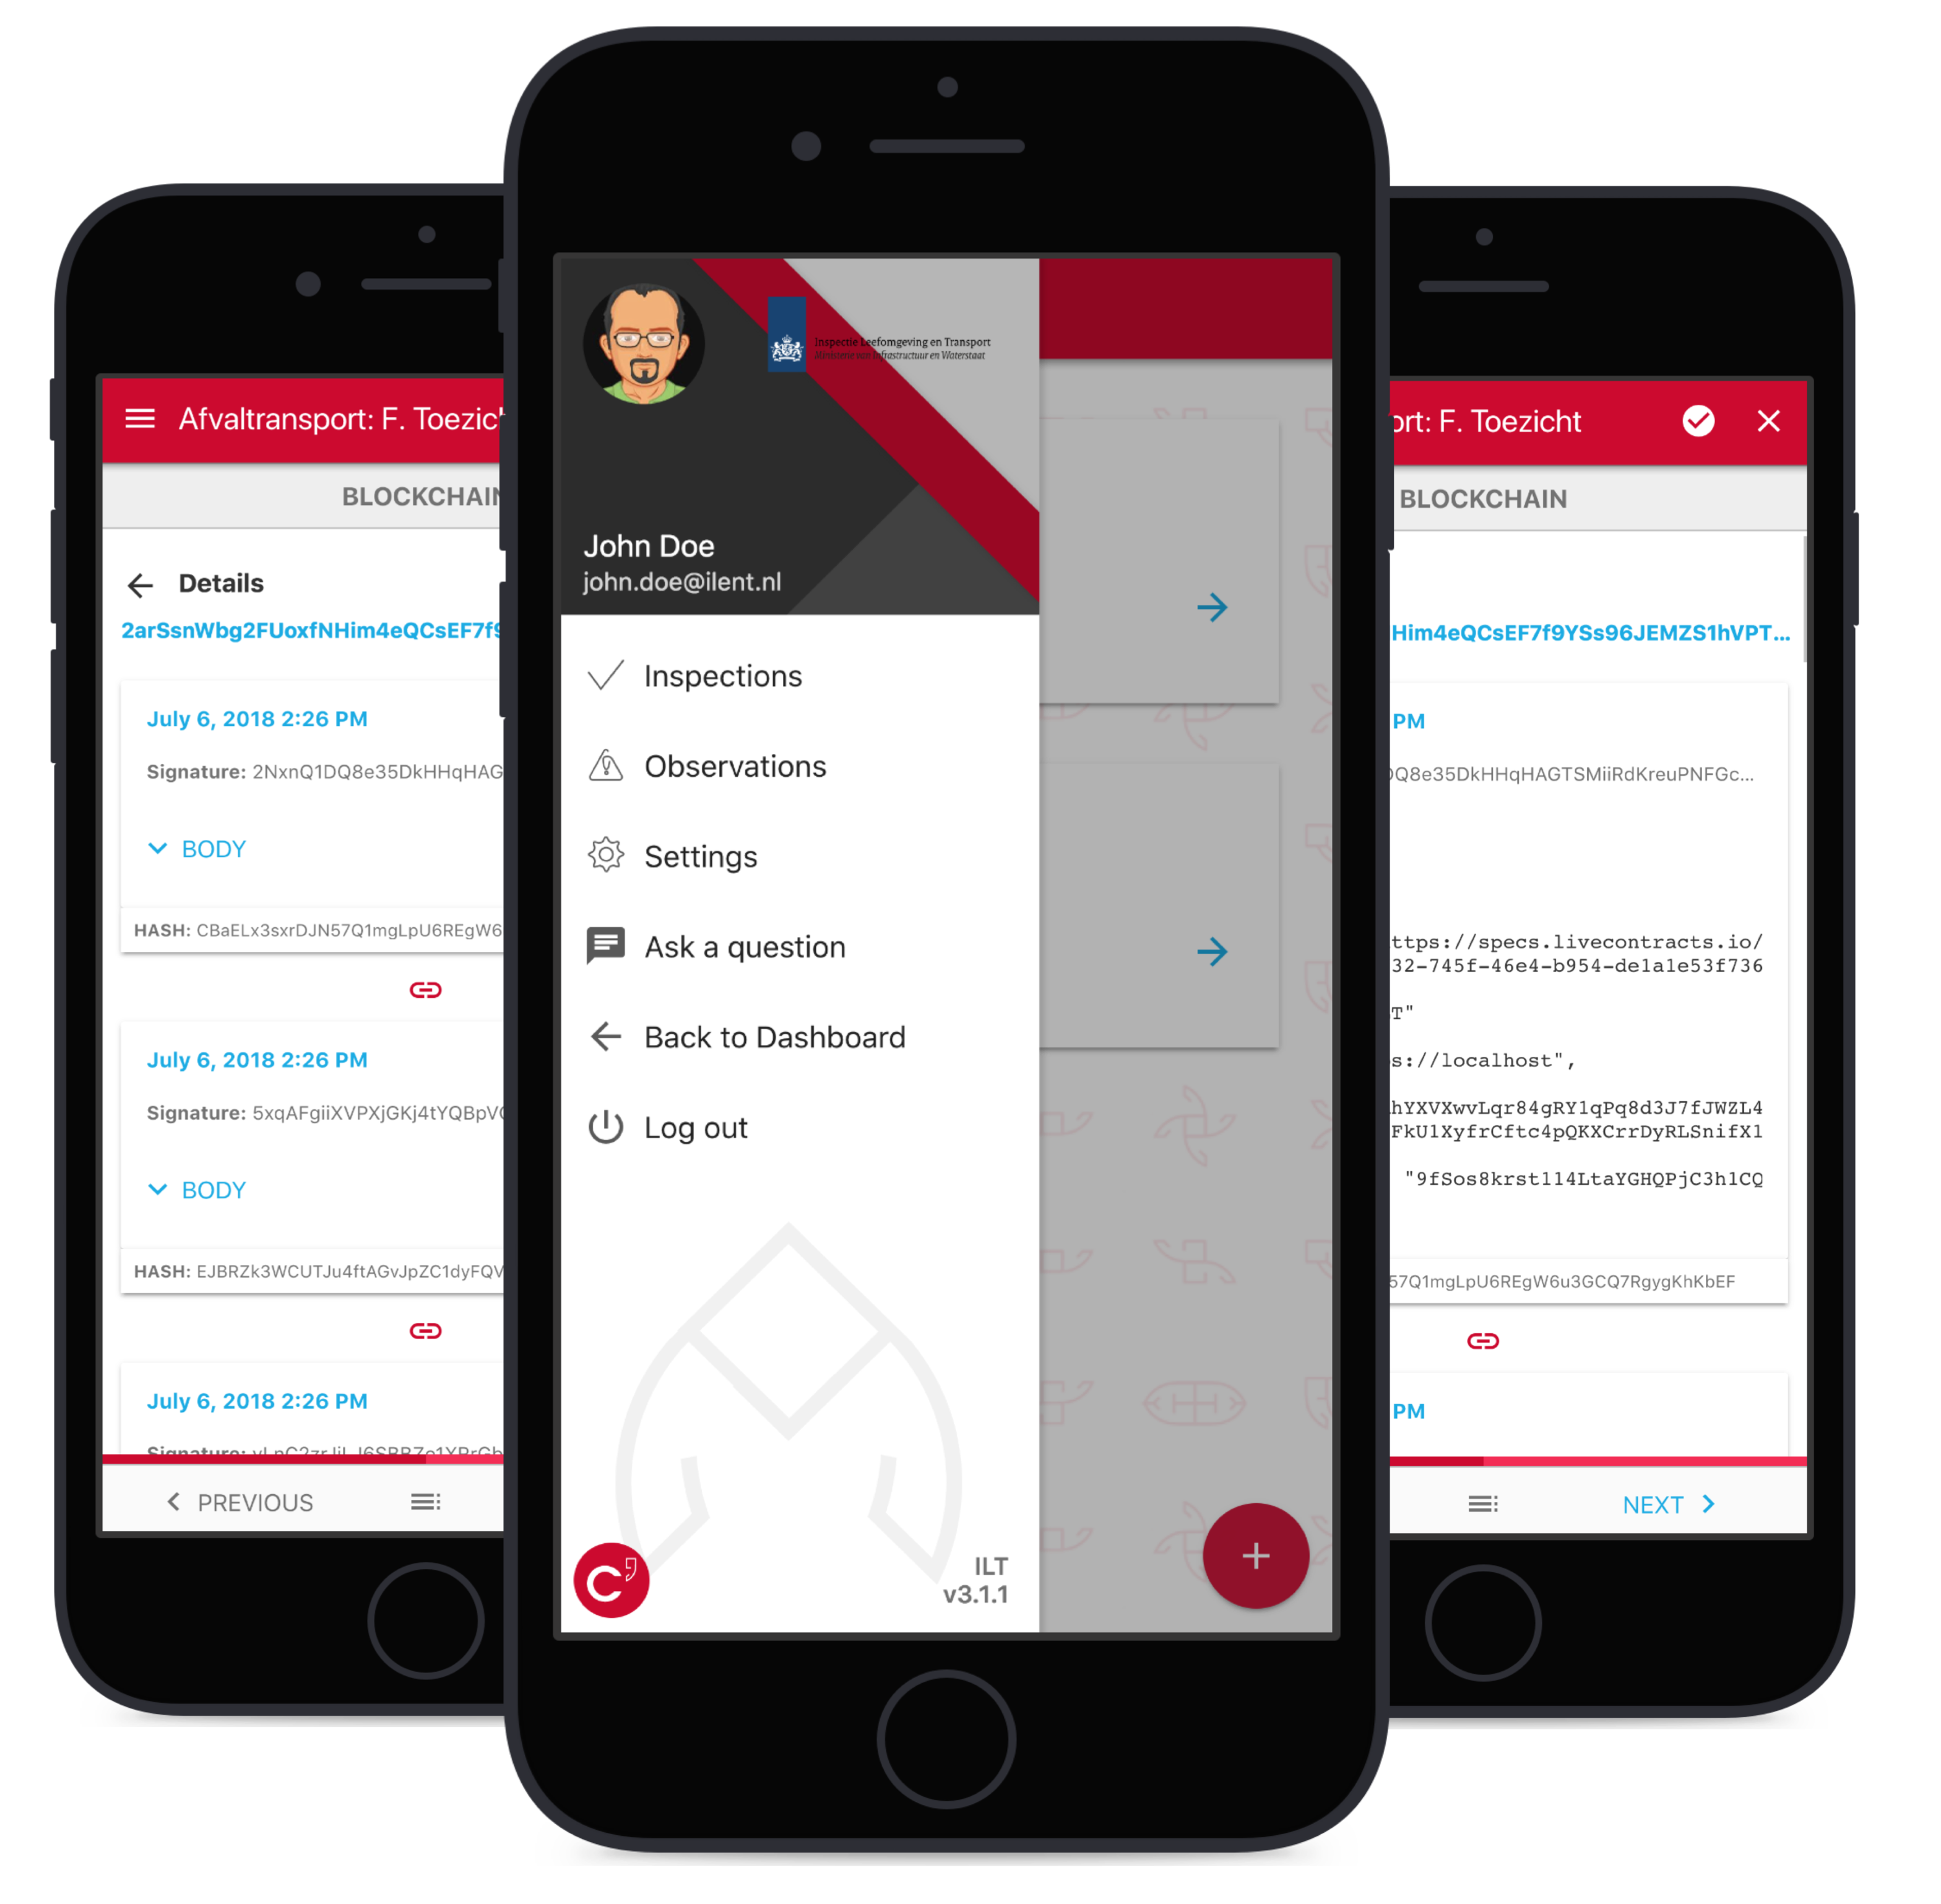 Afvaltransport: F. Toezic
BLOCKCHAIN
Details
2arSsnWbg2FUoxfNHim4eQCsEF7f9
July 6, 2018 2:26 PM
Signature: 2NxnQ1DQ8e35DkHHqHAG
BODY
HASH: CBaELx3sxrDJN57Q1mgLpU6REgW6
July 6, 2018 2:26 PM
Signature: 5xqAFgiiXVPXjGKj4tYQBpV
BODY
HASH: EJBRZk3WCUTJu4ftAGvJpZC1dyFQV
July 6, 2018 2:26 PM
Signature:
PREVIOUS
Inspectie Leefomgeving en Transport
Ministerie van Infrastructuur en Waterstaat
John Doe
john.doe@ilent.nl
Inspections
Observations
Settings
Ask a question
Back to Dashboard
Log out
ILT
v3.1.1
ort: F. Toezicht
BLOCKCHAIN
Him4eQCsEF7f9YSs96JEMZS1hVPT...
PM
Q8e35DkHHqHAGTSMiiRdKreuPNFGc...
ttps://specs.livecontracts.io/
32-745f-46e4-b954-de1a1e53f736
T"
s://localhost",
hYXVXwvLqr84gRY1qPq8d3J7fJWZL4
FkU1XyfrCftc4pQKXCrrDyRLSnifX1
"9fSos8krst114LtaYGHQPjC3h1CQ
57Q1mgLpU6REgW6u3GCQ7RgygKhKbEF
PM
NEXT